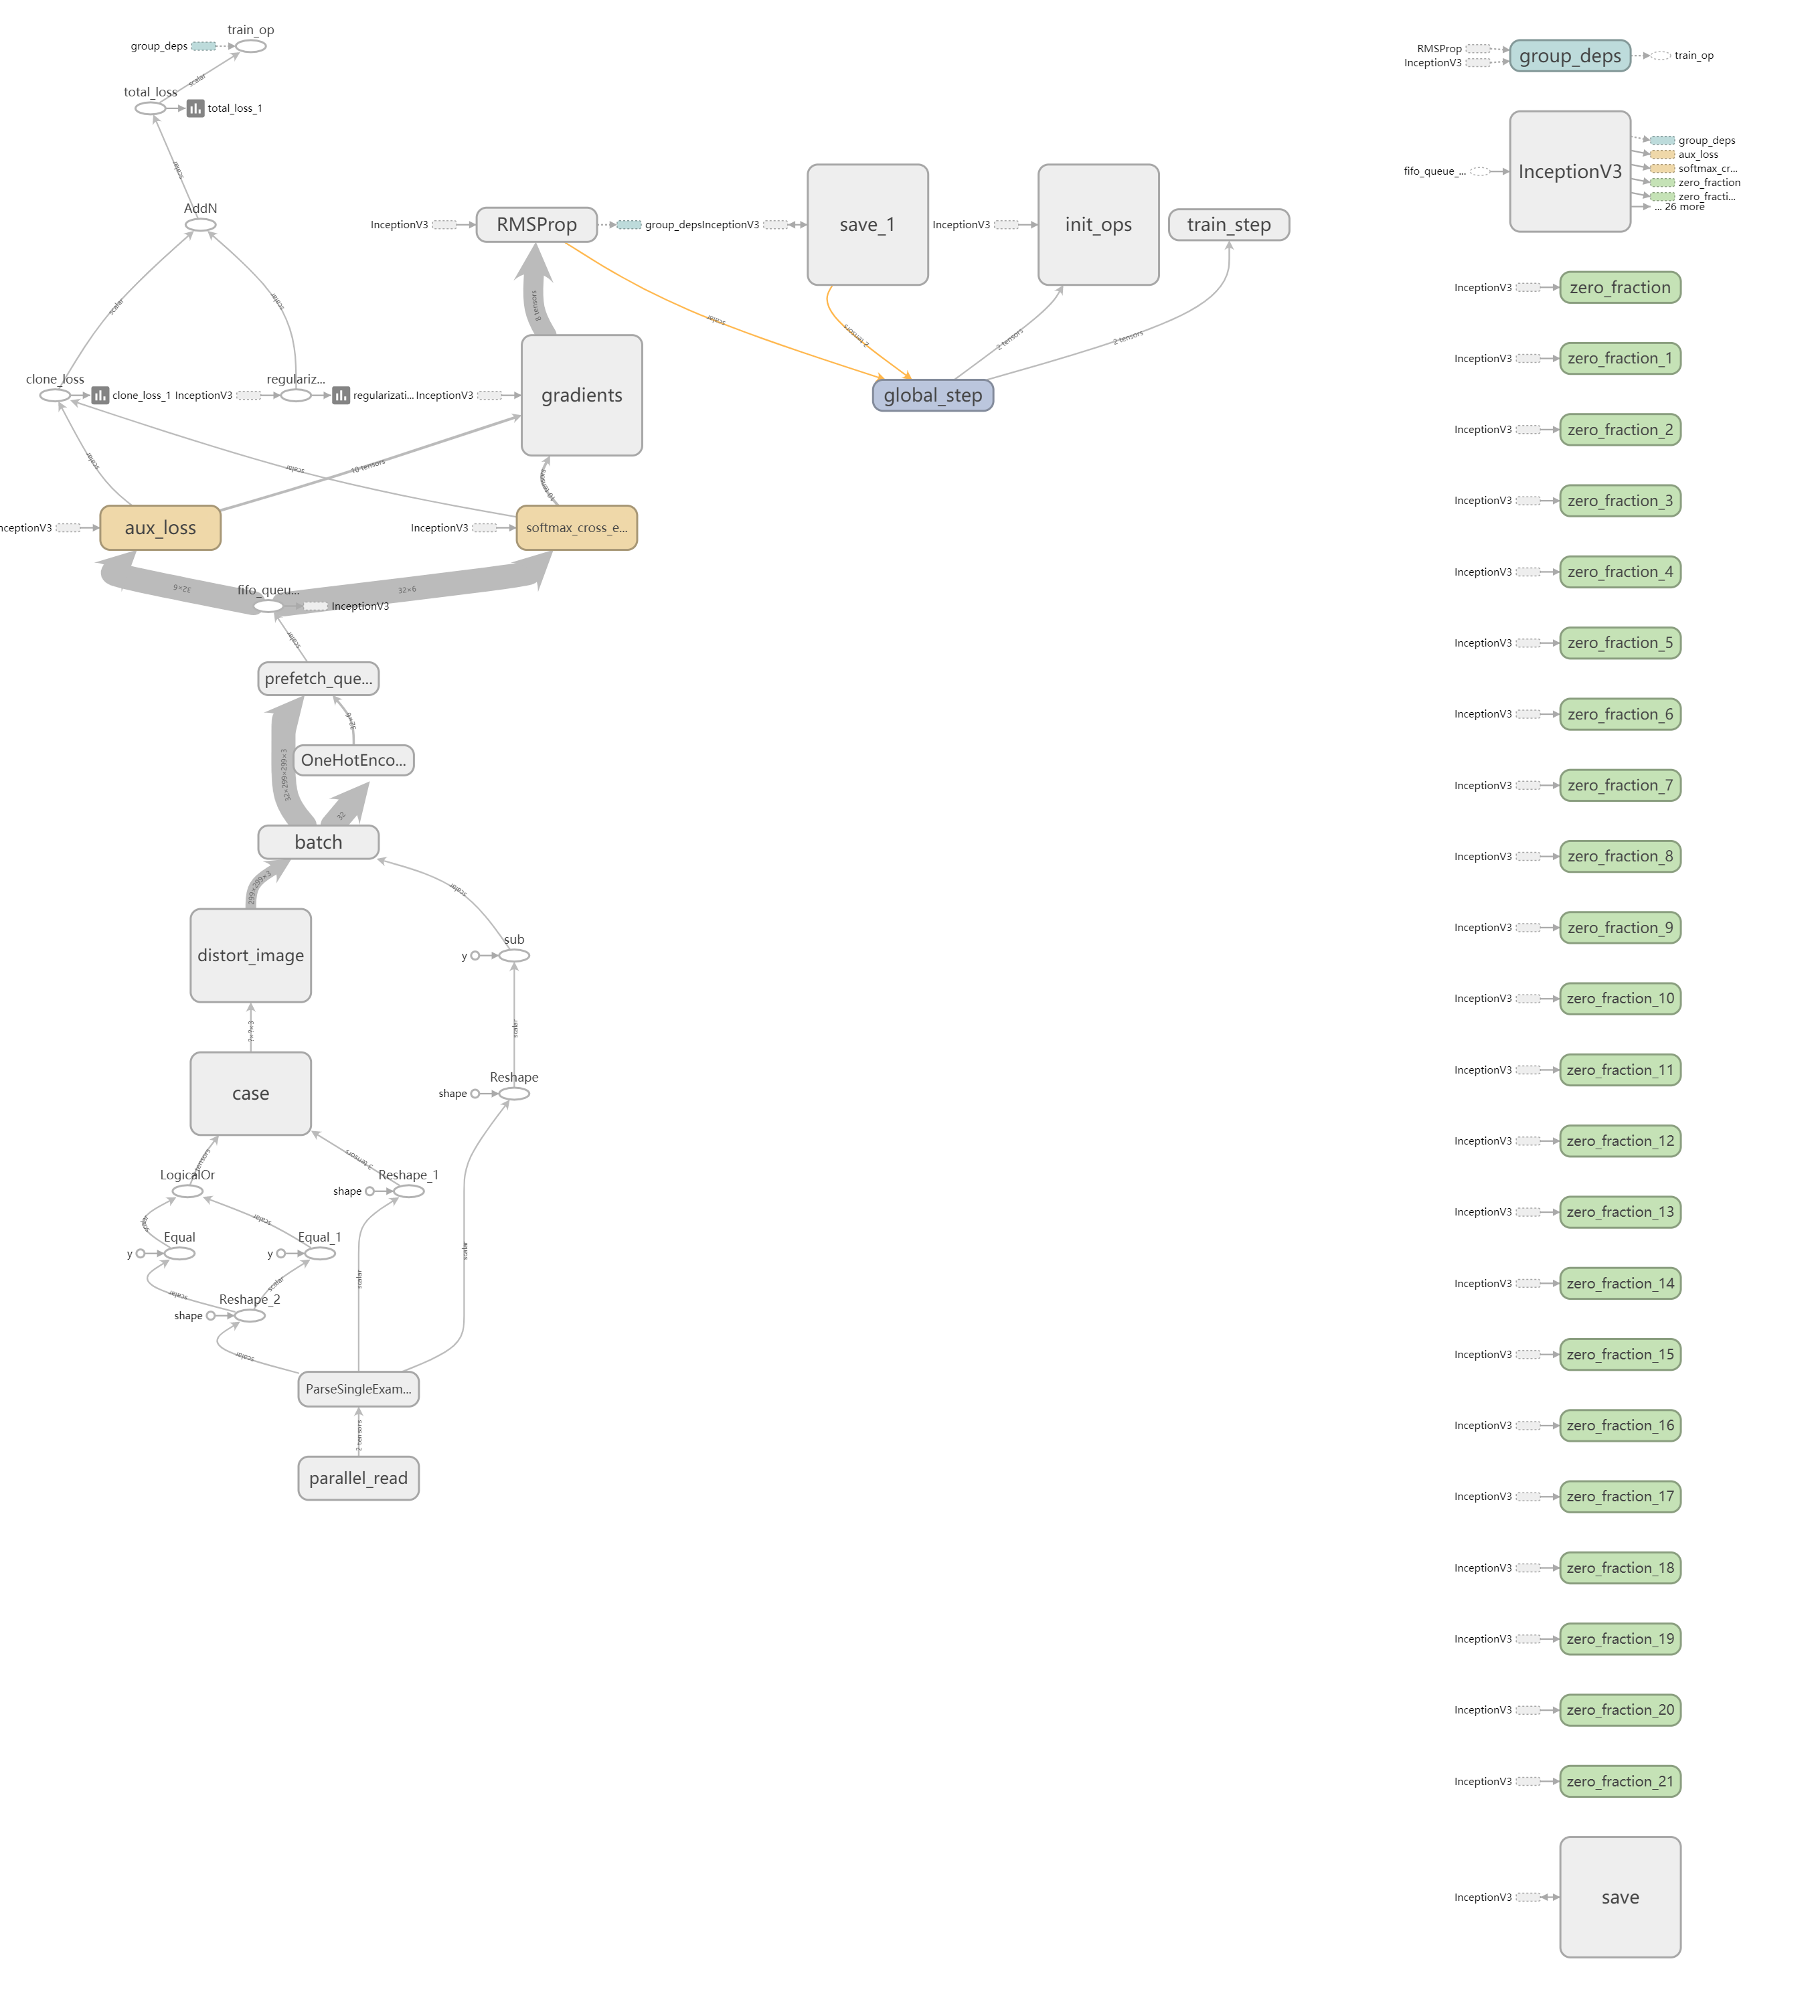 train_op
group_deps
scalar
total_loss
total_loss_1
scalar
AddN
scalar
scalar
clone_loss
clone_loss_1
InceptionV3
regulariz...
regularizati...
InceptionV3
gradients
8 tensors
InceptionV3
RMSProp
group_deps
InceptionV3
save_1
InceptionV3
init_ops
train_step
scalar
2 tensors
2 tensors
2 tensors
global_step
scalar
scalar
10 tensors
10 tensors
nceptionV3
aux_loss
InceptionV3
softmax_cross_e...
32×6
32×6
fifo_queu...
InceptionV3
scalar
prefetch_que...
32×299×299×3
32×6
OneHotEnco...
32
batch
299×299×3
scalar
distort_image
sub
y
?×?×3
scalar
case
Reshape
shape
tensors
3 tensors
LogicalOr
Reshape_1
shape
scalar
scalar
Equal
y
Equal_1
y
scalar
scalar
scalar
scalar
Reshape_2
shape
scalar
ParseSingleExam...
2 tensors
parallel_read
RMSProp
InceptionV3
group_deps
train_op
fifo_queue_...
InceptionV3
group_deps
aux_loss
softmax_cr...
zero_fraction
zero_fracti...
... 26 more
InceptionV3
zero_fraction
InceptionV3
zero_fraction_1
InceptionV3
zero_fraction_2
InceptionV3
zero_fraction_3
InceptionV3
zero_fraction_4
InceptionV3
zero_fraction_5
InceptionV3
zero_fraction_6
InceptionV3
zero_fraction_7
InceptionV3
zero_fraction_8
InceptionV3
zero_fraction_9
InceptionV3
zero_fraction_10
InceptionV3
zero_fraction_11
InceptionV3
zero_fraction_12
InceptionV3
zero_fraction_13
InceptionV3
zero_fraction_14
InceptionV3
zero_fraction_15
InceptionV3
zero_fraction_16
InceptionV3
zero_fraction_17
InceptionV3
zero_fraction_18
InceptionV3
zero_fraction_19
InceptionV3
zero_fraction_20
InceptionV3
zero_fraction_21
InceptionV3
save